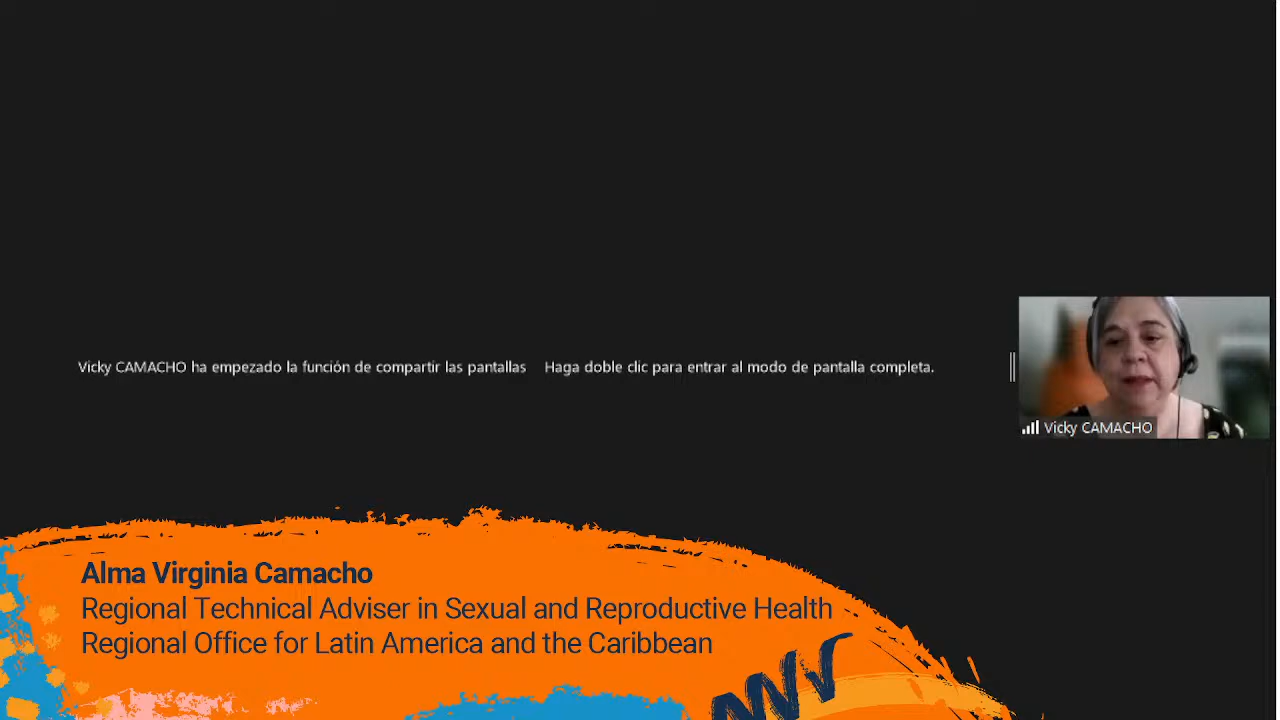 Vicky CAMACHO ha empezado la función de compartir las pantallas Haga doble clic para entrar al modo de pantalla completa.
Vicky CAMACHO
Alma Virginia Camacho
Regional Technical Adviser in Sexual and Reproductive Health
Regional Office for Latin America and the Caribbean